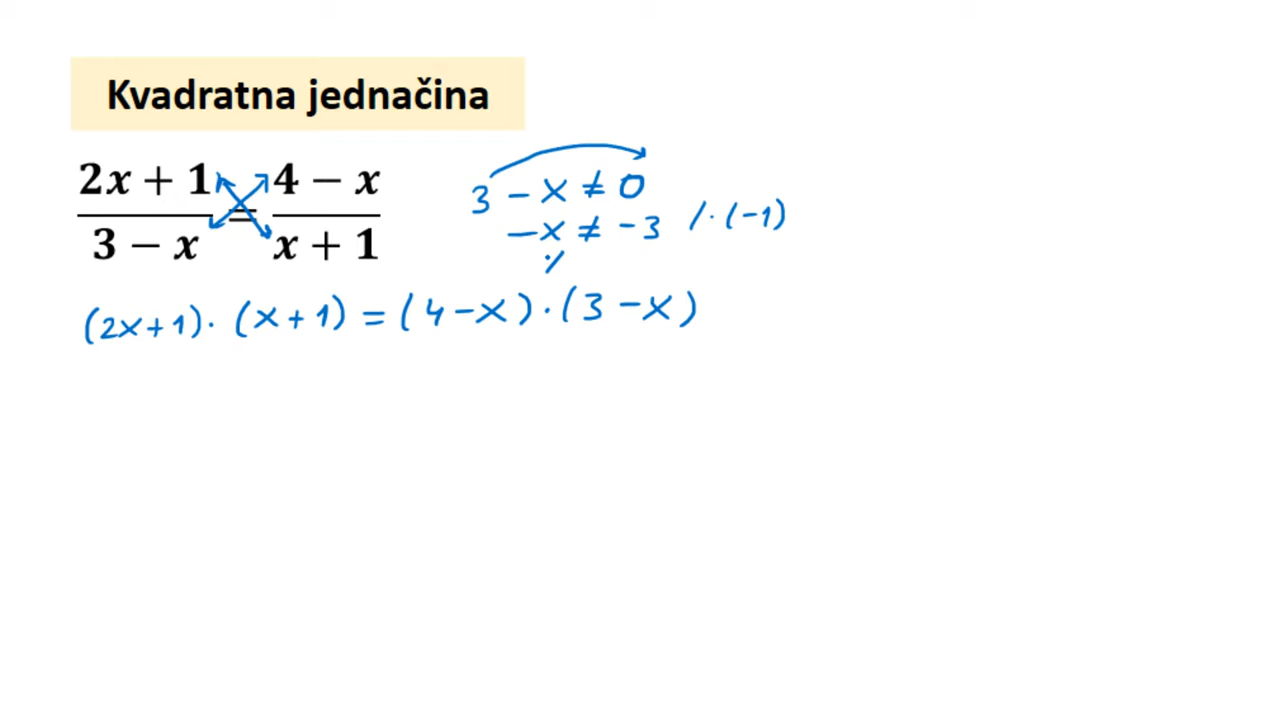 Kvadratna jednačina
2x + 1 / 3 − x = 4 − x / x + 1
3 − x ≠ 0
−x ≠ −3 /·(−1)
(2x+1)·(x+1)=(4−x)·(3−x)